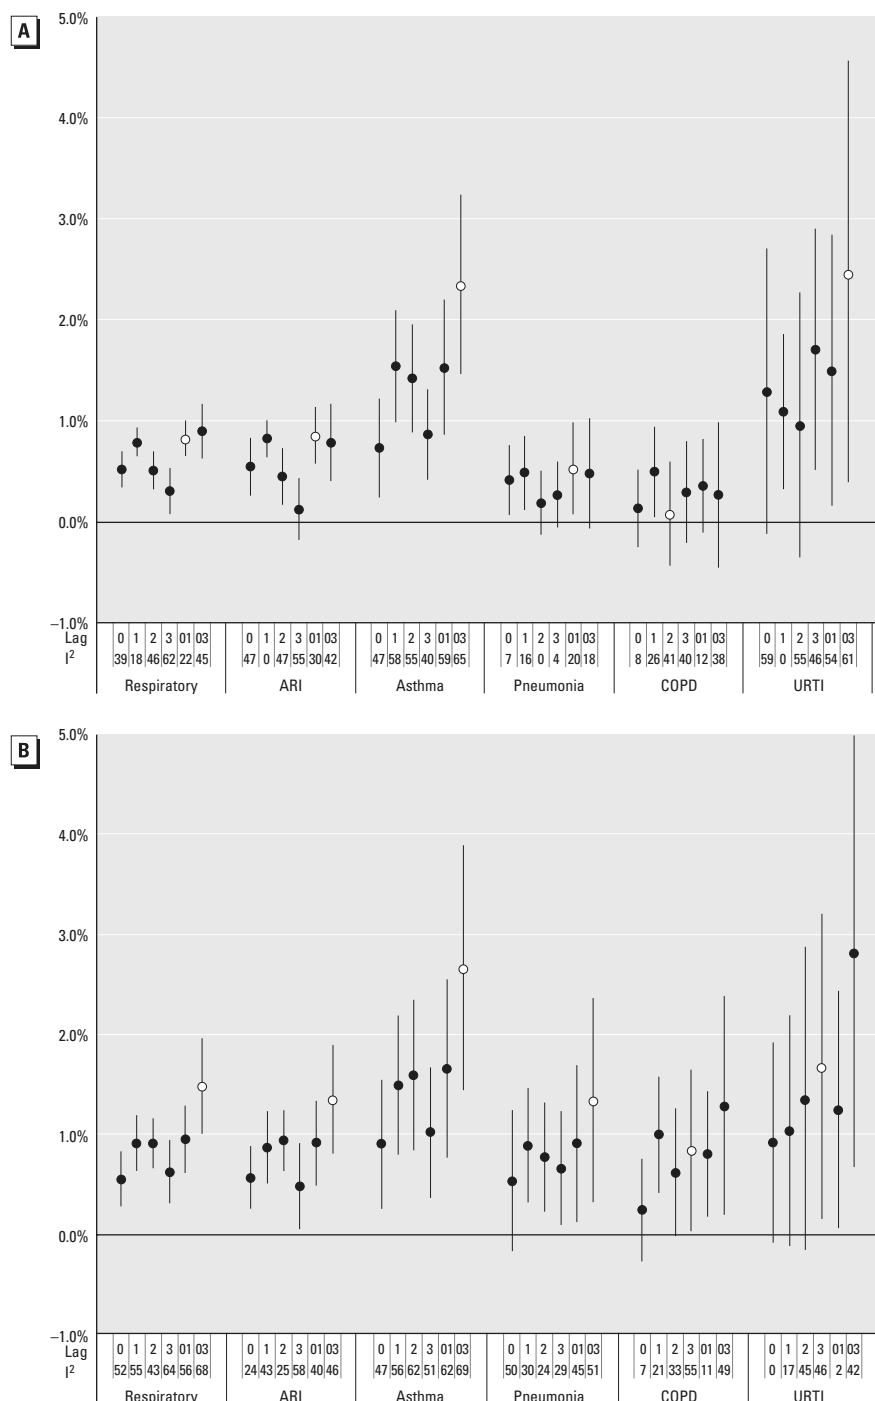 A
5.0%
4.0%
3.0%
2.0%
1.0%
0.0%
–1.0%
Lag 0 1 2 3 01 03 0 1 2 3 01 03 0 1 2 3 01 03 0 1 2 3 01 03 0 1 2 3 01 03 0 1 2 3 01 03
I² 39 18 46 62 22 45 47 0 47 55 30 42 47 58 55 40 59 65 7 16 0 4 20 18 8 26 41 40 12 38 59 0 55 46 54 61
Respiratory ARI Asthma Pneumonia COPD URTI
B
5.0%
4.0%
3.0%
2.0%
1.0%
0.0%
–1.0%
Lag 0 1 2 3 01 03 0 1 2 3 01 03 0 1 2 3 01 03 0 1 2 3 01 03 0 1 2 3 01 03 0 1 2 3 01 03
I² 52 55 43 64 56 68 24 43 25 58 40 46 47 56 62 51 62 69 50 30 24 29 45 51 7 21 33 55 11 49 0 17 45 46 2 42
Respiratory ARI Asthma Pneumonia COPD URTI